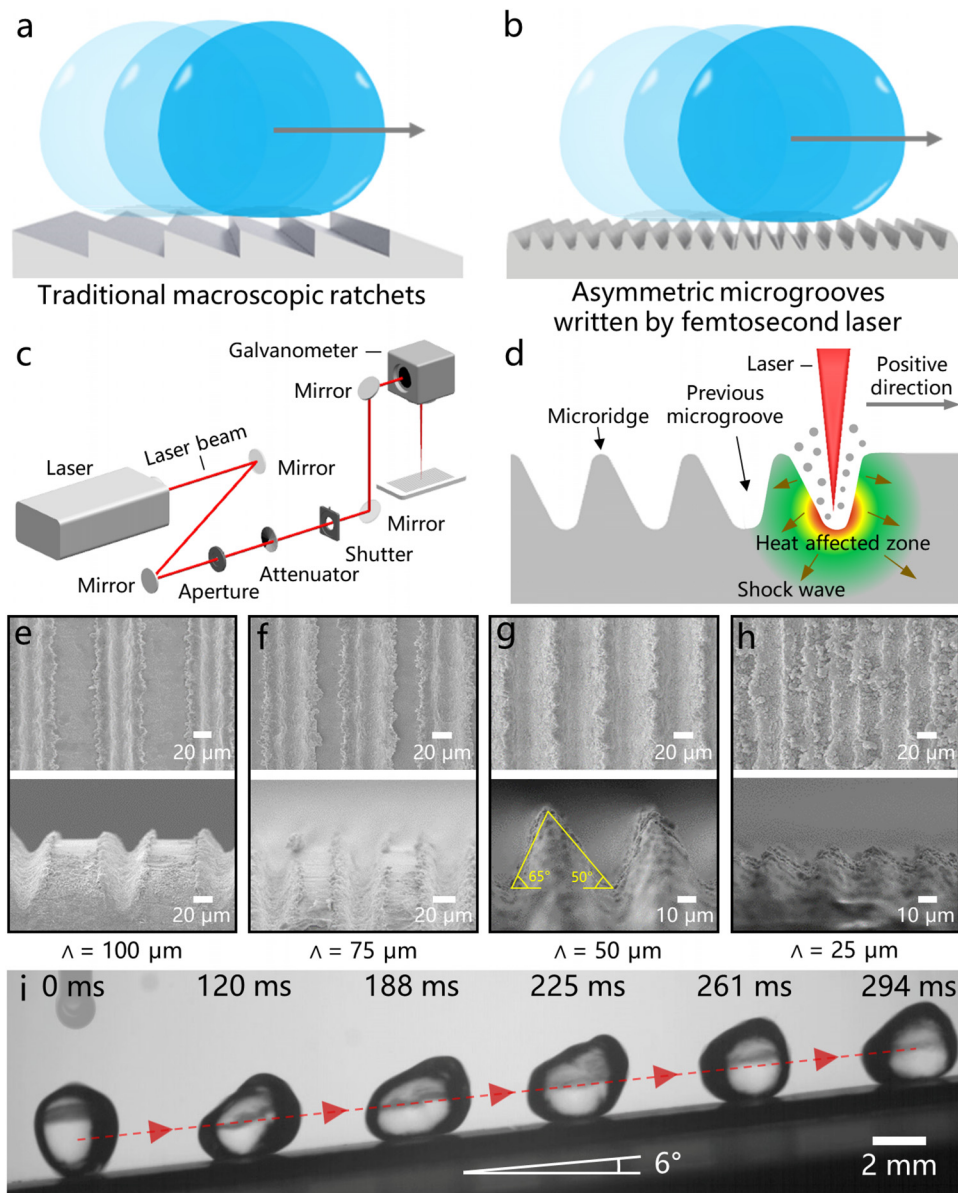 a
b
Traditional macroscopic ratchets
Asymmetric microgrooves
written by femtosecond laser
c
Galvanometer
Mirror
Laser
Laser beam
Mirror
Mirror
Shutter
Attenuator
Aperture
Mirror
d
Laser
Positive
direction
Previous
microgroove
Microridge
Heat affected zone
Shock wave
e
20 μm
20 μm
Λ = 100 μm
f
20 μm
20 μm
Λ = 75 μm
g
20 μm
65°
50°
10 μm
Λ = 50 μm
h
20 μm
10 μm
Λ = 25 μm
i
0 ms
120 ms
188 ms
225 ms
261 ms
294 ms
6°
2 mm